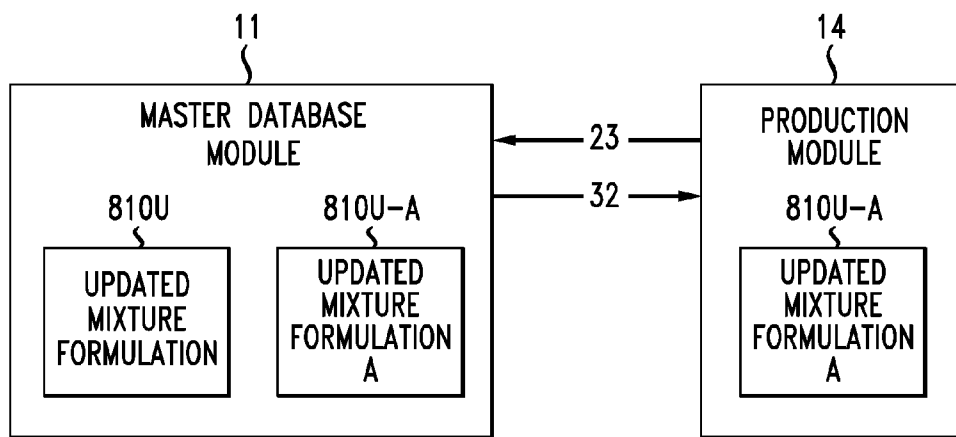 11
14
MASTER DATABASE
MODULE
PRODUCTION
MODULE
23
32
810U
810U-A
810U-A
UPDATED
MIXTURE
FORMULATION
UPDATED
MIXTURE
FORMULATION
A
UPDATED
MIXTURE
FORMULATION
A